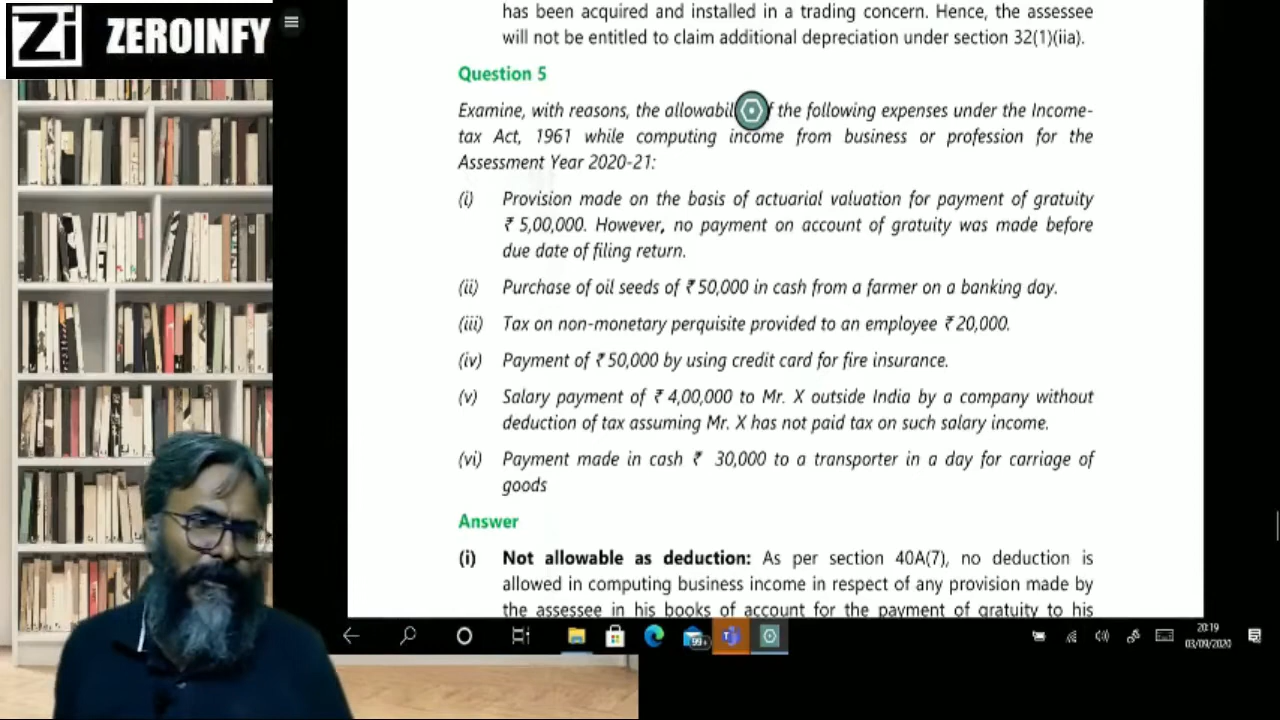 Zi ZEROINFY
has been acquired and installed in a trading concern. Hence, the assessee
will not be entitled to claim additional depreciation under section 32(1)(iia).
Question 5
Examine, with reasons, the allowabil f the following expenses under the Income-
tax Act, 1961 while computing income from business or profession for the
Assessment Year 2020-21:
(i) Provision made on the basis of actuarial valuation for payment of gratuity
₹ 5,00,000. However, no payment on account of gratuity was made before
due date of filing return.
(ii) Purchase of oil seeds of ₹ 50,000 in cash from a farmer on a banking day.
(iii) Tax on non-monetary perquisite provided to an employee ₹ 20,000.
(iv) Payment of ₹ 50,000 by using credit card for fire insurance.
(v) Salary payment of ₹ 4,00,000 to Mr. X outside India by a company without
deduction of tax assuming Mr. X has not paid tax on such salary income.
(vi) Payment made in cash ₹ 30,000 to a transporter in a day for carriage of
goods
Answer
(i) Not allowable as deduction: As per section 40A(7), no deduction is
allowed in computing business income in respect of any provision made by
the assessee in his books of account for the payment of gratuity to his
99+
20:19
03/09/2020